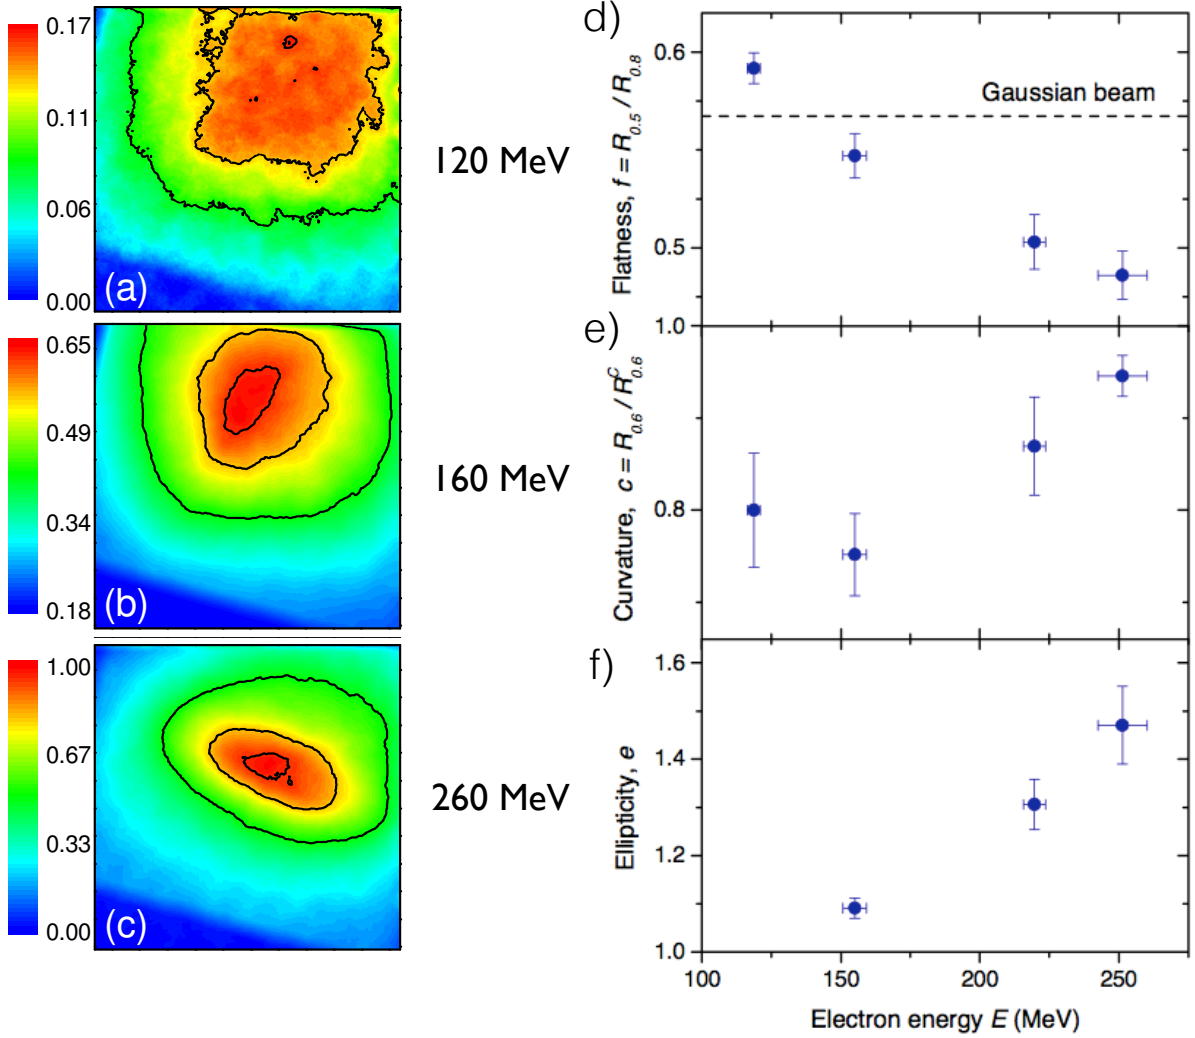 0.17
0.11
0.06
0.00
(a)
120 MeV
0.65
0.49
0.34
0.18
(b)
160 MeV
1.00
0.67
0.33
0.00
(c)
260 MeV
d)
0.6
0.5
Flatness, f = R0.5 / R0.8
Gaussian beam
e)
1.0
0.8
Curvature, c = R0.6 / R^C0.6
f)
1.6
1.4
1.2
1.0
Ellipticity, e
100 150 200 250
Electron energy E (MeV)